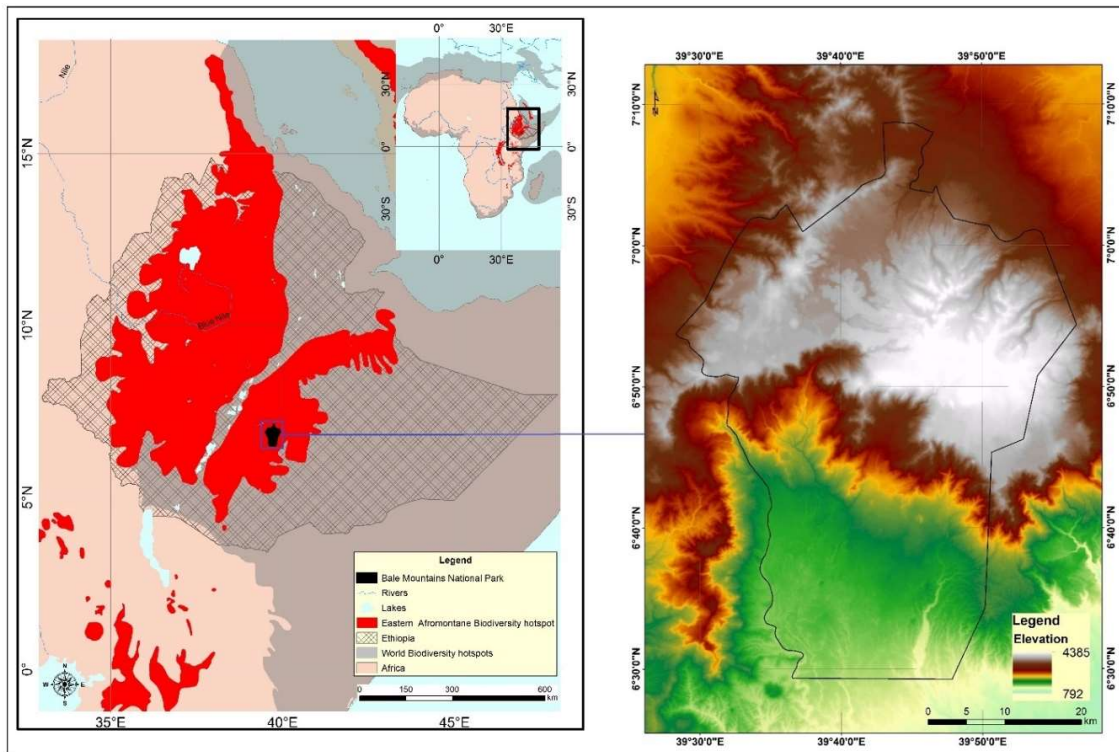 0° 30°E
30°N 30°N
0° 0°
30°S 30°S
0° 30°E
Nile
Blue Nile
15°N
10°N
5°N
0°
35°E 40°E 45°E
N
W E
S
Legend
Bale Mountains National Park
Rivers
Lakes
Eastern Afromontane Biodiversity hotspot
Ethiopia
World Biodiversity hotspots
Africa
0 150 300 600
km
39°30'0"E 39°40'0"E 39°50'0"E
7°10'0"N 7°10'0"N
7°0'0"N 7°0'0"N
6°50'0"N 6°50'0"N
6°40'0"N 6°40'0"N
6°30'0"N 6°30'0"N
Legend
Elevation
4385
792
0 5 10 20
km
39°30'0"E 39°40'0"E 39°50'0"E